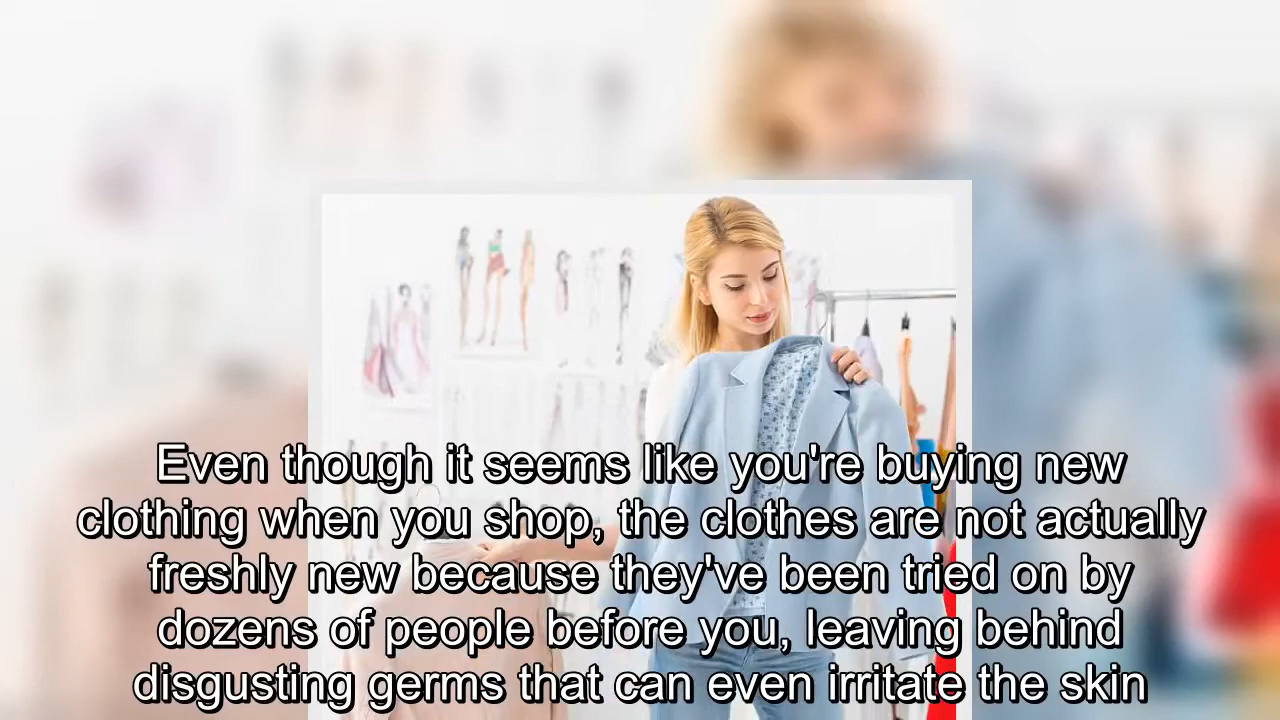 Even though it seems like you're buying new
clothing when you shop, the clothes are not actually
freshly new because they've been tried on by
dozens of people before you, leaving behind
disgusting germs that can even irritate the skin